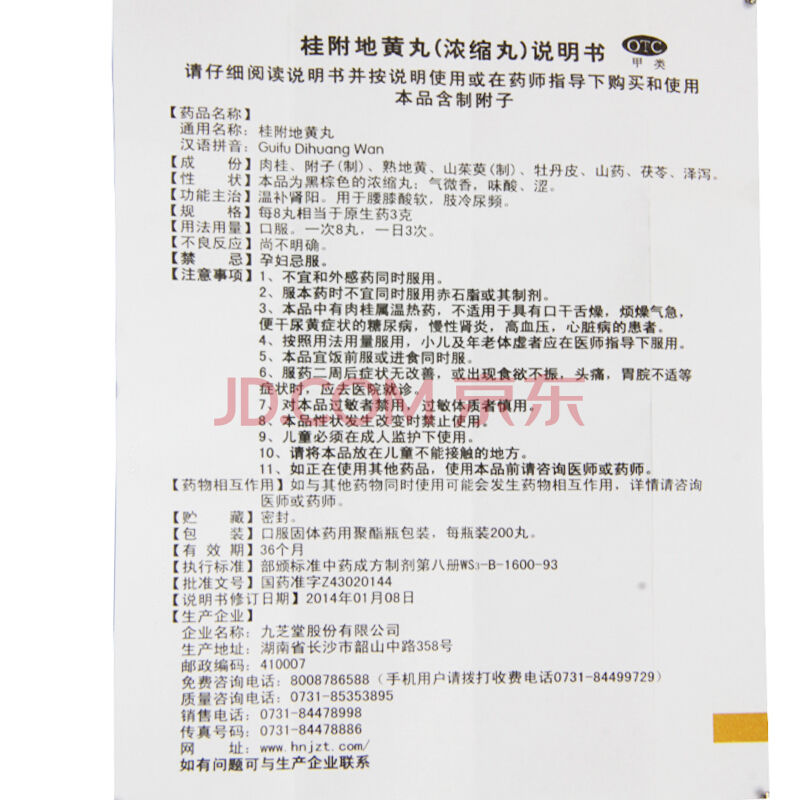 桂附地黄丸(浓缩丸)说明书 OTC
甲类
请仔细阅读说明书并按说明使用或在药师指导下购买和使用
本品含制附子
【药品名称】
通用名称：桂附地黄丸
汉语拼音：Guifu Dihuang Wan
【成　　份】肉桂、附子(制)、熟地黄、山茱萸(制)、牡丹皮、山药、茯苓、泽泻。
【性　　状】本品为黑棕色的浓缩丸；气微香，味酸、涩。
【功能主治】温补肾阳。用于腰膝酸软，肢冷尿频。
【规　　格】每8丸相当于原生药3克
【用法用量】口服。一次8丸，一日3次。
【不良反应】尚不明确。
【禁　　忌】孕妇忌服。
【注意事项】1、不宜和外感药同时服用。
2、服本药时不宜同时服用赤石脂或其制剂。
3、本品中有肉桂属温热药，不适用于具有口干舌燥，烦燥气急，
便干尿黄症状的糖尿病，慢性肾炎，高血压，心脏病的患者。
4、按照用法用量服用，小儿及年老体虚者应在医师指导下服用。
5、本品宜饭前服或进食同时服。
6、服药二周后症状无改善，或出现食欲不振，头痛，胃脘不适等
症状时，应去医院就诊。
JD.COM 京东
7、对本品过敏者禁用，过敏体质者慎用。
8、本品性状发生改变时禁止使用。
9、儿童必须在成人监护下使用。
10、请将本品放在儿童不能接触的地方。
11、如正在使用其他药品，使用本品前请咨询医师或药师。
【药物相互作用】如与其他药物同时使用可能会发生药物相互作用，详情请咨询
医师或药师。
【贮　　藏】密封。
【包　　装】口服固体药用聚酯瓶包装，每瓶装200丸。
【有 效 期】36个月
【执行标准】部颁标准中药成方制剂第八册WS₃-B-1600-93
【批准文号】国药准字Z43020144
【说明书修订日期】2014年01月08日
【生产企业】
企业名称：九芝堂股份有限公司
生产地址：湖南省长沙市韶山中路358号
邮政编码：410007
免费咨询电话：8008786588（手机用户请拨打收费电话0731-84499729）
质量咨询电话：0731-85353895
销售电话：0731-84478998
传真号码：0731-84478886
网　　址：www.hnjzt.com/
如有问题可与生产企业联系